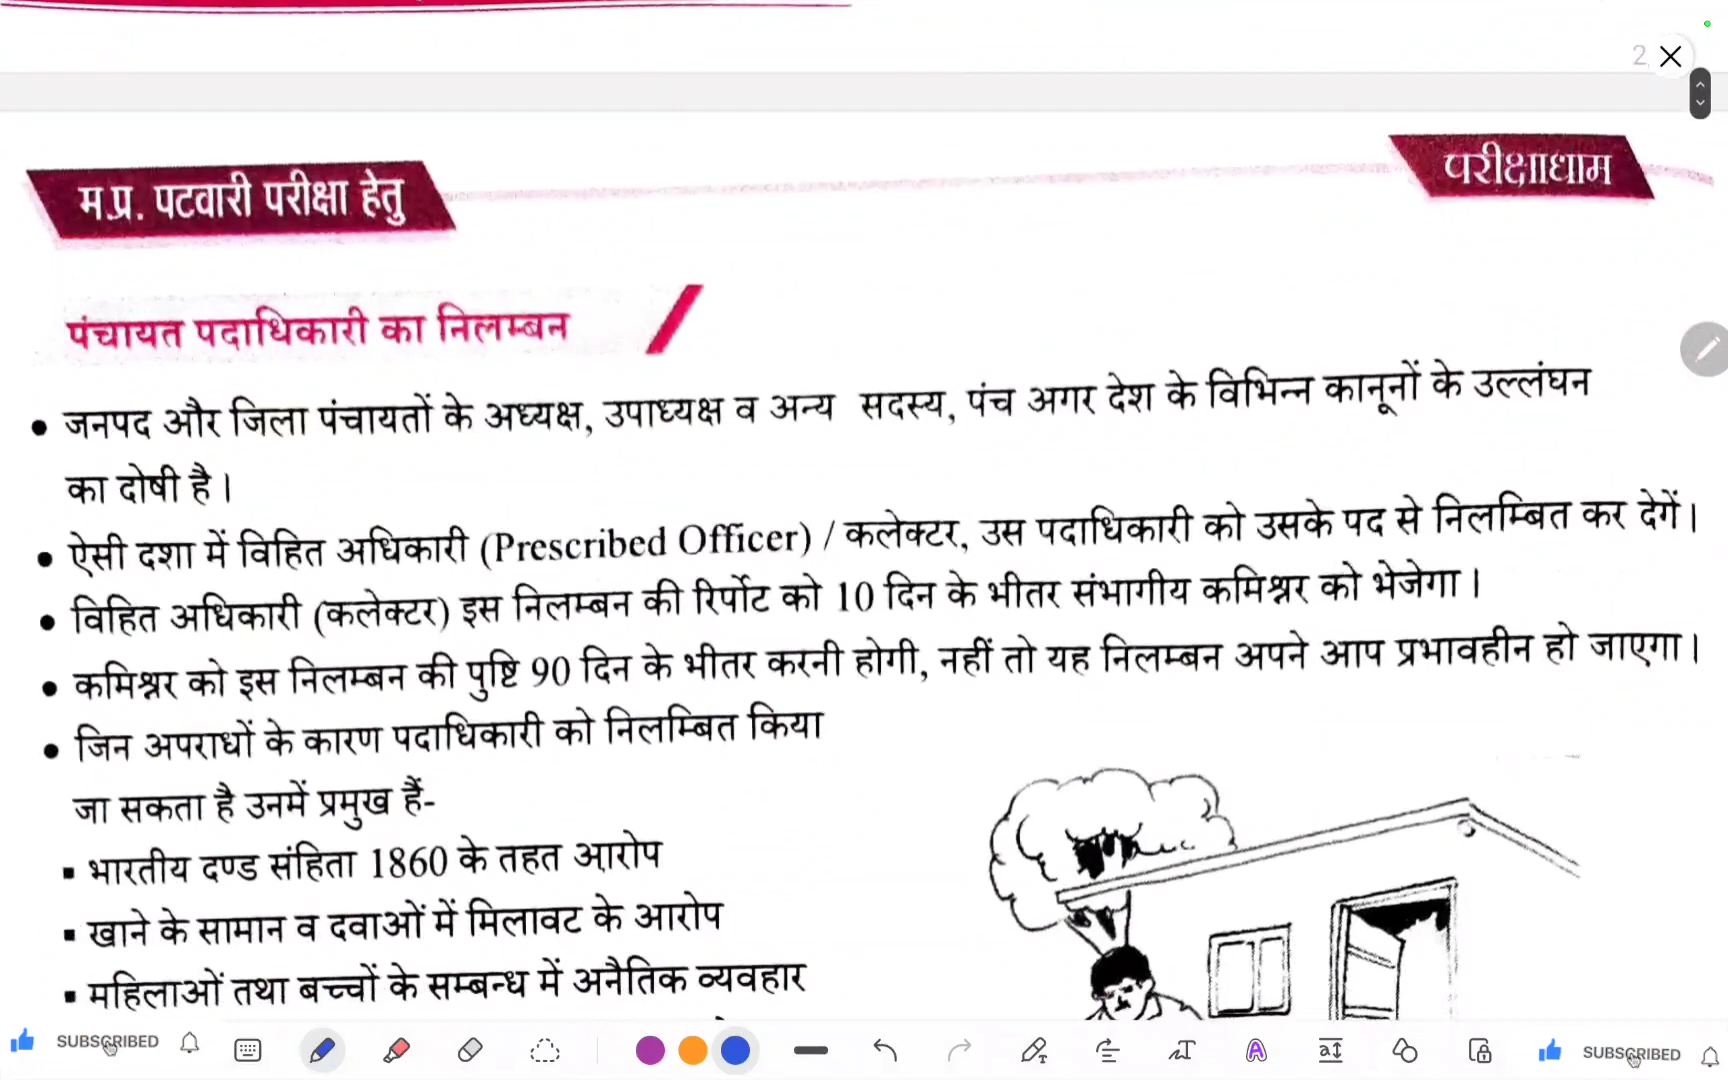 2
म.प्र. पटवारी परीक्षा हेतु
परीक्षाधाम
पंचायत पदाधिकारी का निलम्बन
● जनपद और जिला पंचायतों के अध्यक्ष, उपाध्यक्ष व अन्य सदस्य, पंच अगर देश के विभिन्न कानूनों के उल्लंघन
का दोषी है।
● ऐसी दशा में विहित अधिकारी (Prescribed Officer) / कलेक्टर, उस पदाधिकारी को उसके पद से निलम्बित कर देगें।
● विहित अधिकारी (कलेक्टर) इस निलम्बन की रिर्पोट को 10 दिन के भीतर संभागीय कमिश्नर को भेजेगा।
● कमिश्नर को इस निलम्बन की पुष्टि 90 दिन के भीतर करनी होगी, नहीं तो यह निलम्बन अपने आप प्रभावहीन हो जाएगा।
● जिन अपराधों के कारण पदाधिकारी को निलम्बित किया
जा सकता है उनमें प्रमुख हैं-
▪ भारतीय दण्ड संहिता 1860 के तहत आरोप
▪ खाने के सामान व दवाओं में मिलावट के आरोप
▪ महिलाओं तथा बच्चों के सम्बन्ध में अनैतिक व्यवहार
SUBSCRIBED
SUBSCRIBED